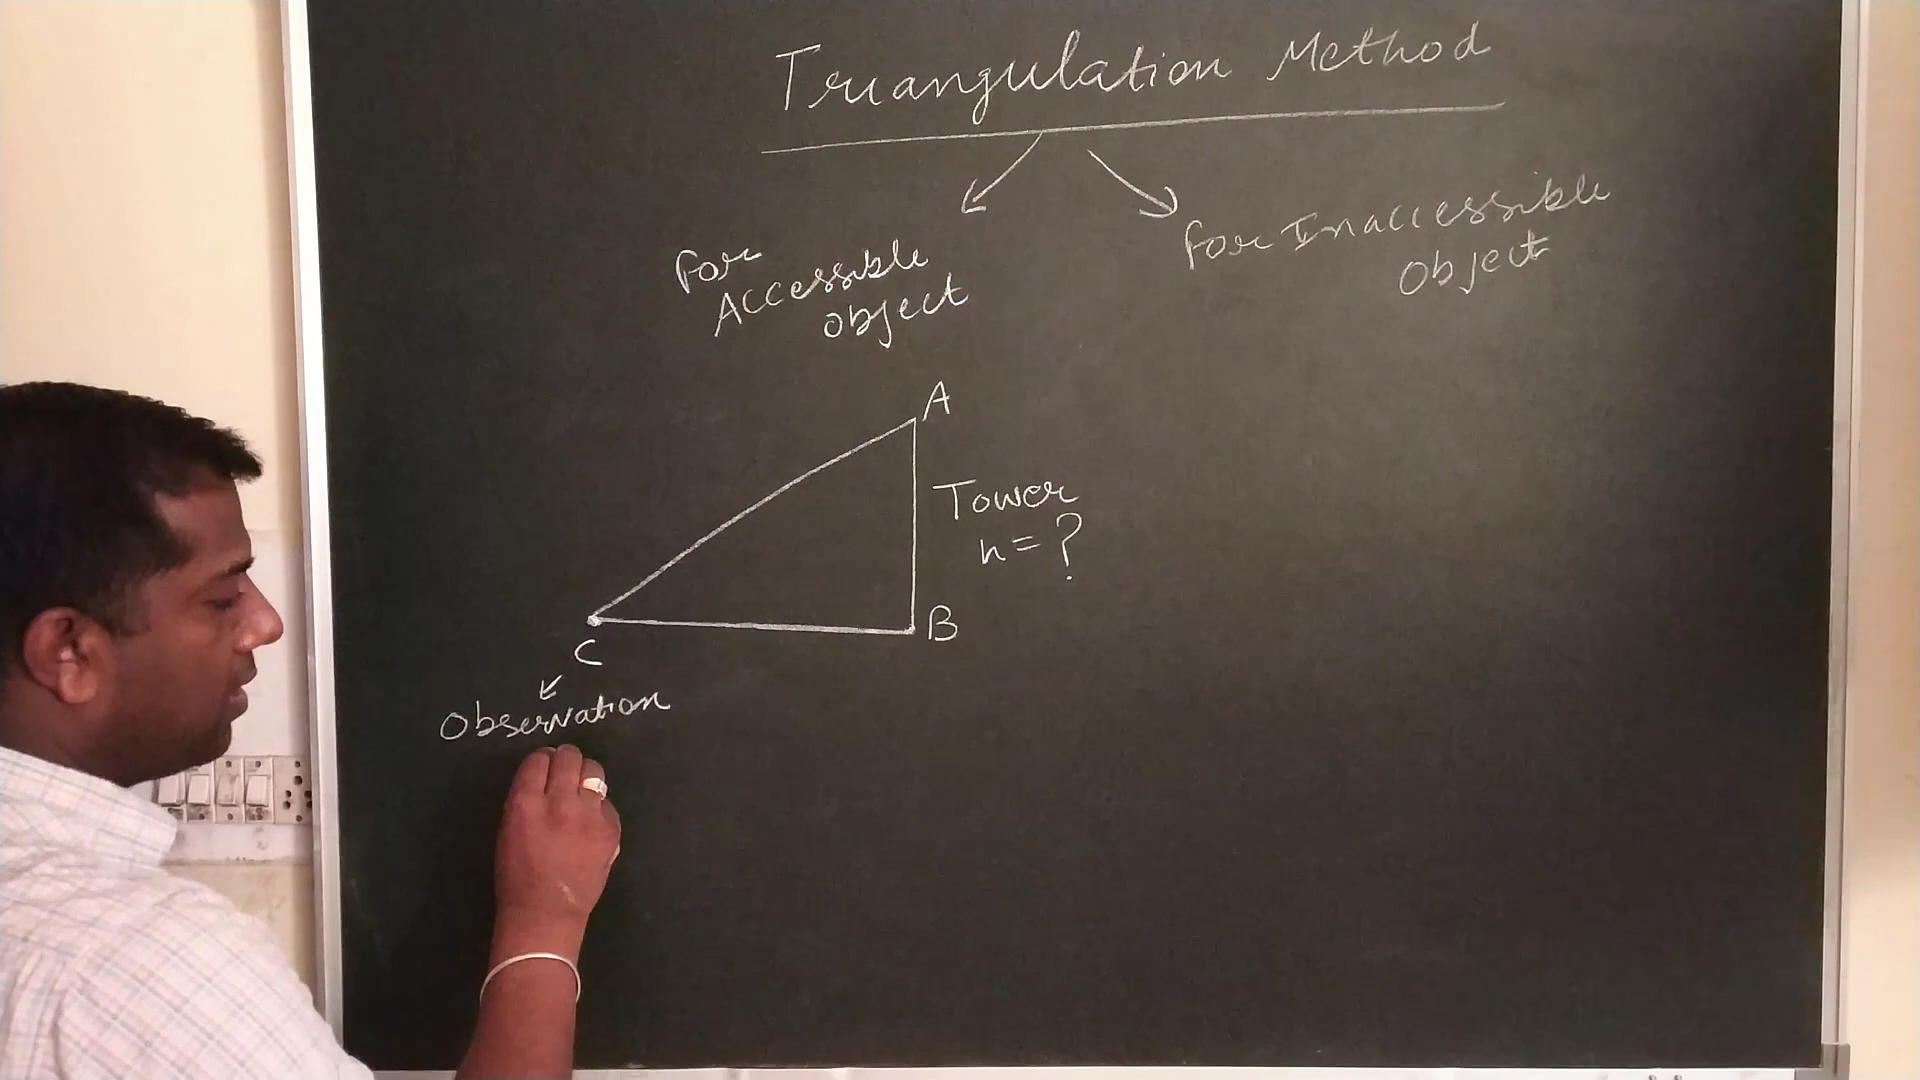 Triangulation Method
For
Accessible
object
For Inaccessible
Object
A
Tower
h = ?
B
C
Observation